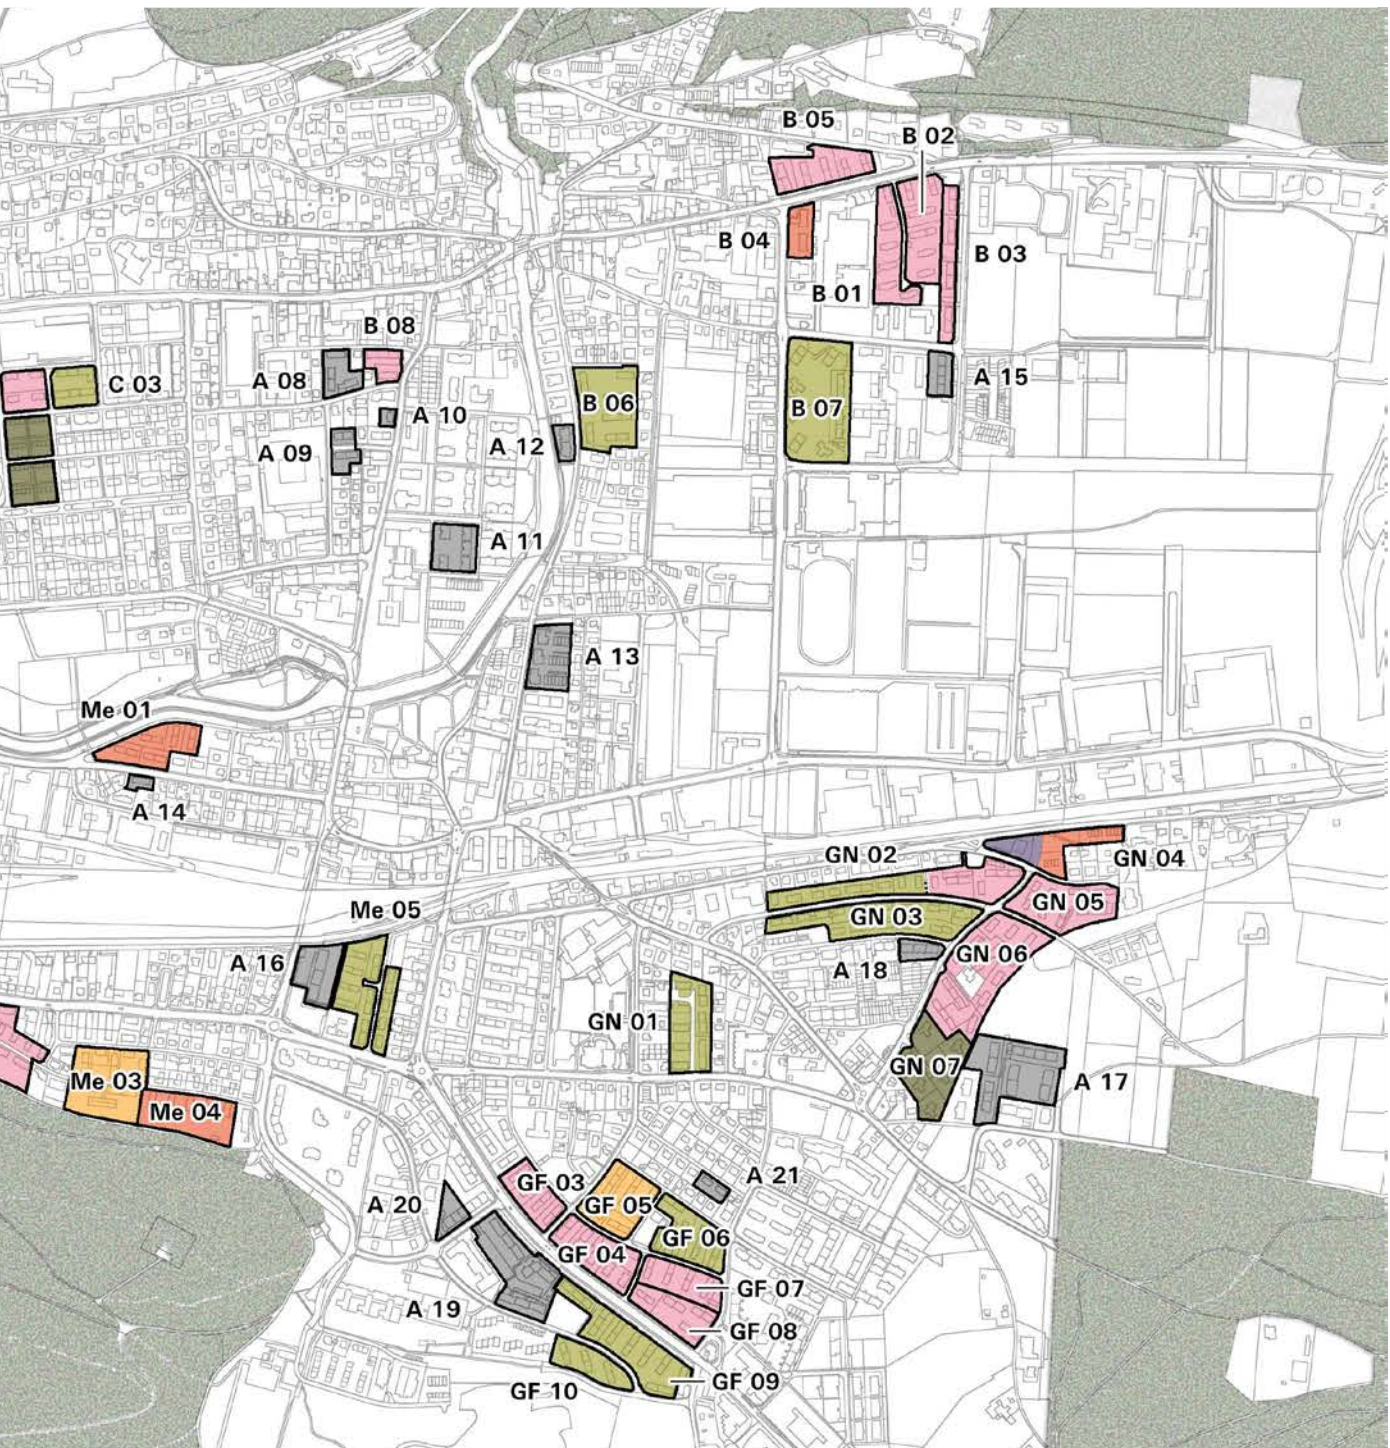 B 05
B 02
B 04
B 03
B 01
B 08
C 03
A 08
A 15
B 06
B 07
A 10
A 12
A 09
A 11
A 13
Me 01
A 14
GN 02
GN 04
Me 05
GN 05
GN 03
A 16
GN 06
A 18
GN 01
GN 07
Me 03
A 17
Me 04
A 21
GF 03
A 20
GF 05
GF 06
GF 04
GF 07
A 19
GF 08
GF 09
GF 10